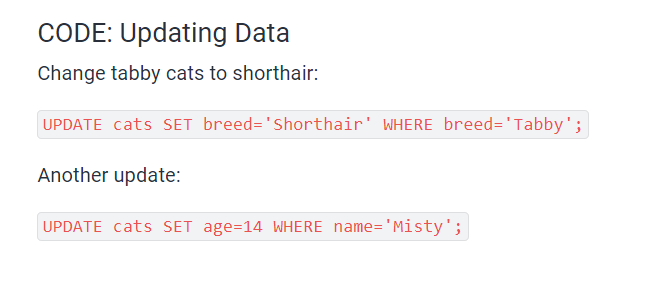 CODE: Updating Data
Change tabby cats to shorthair:
UPDATE cats SET breed='Shorthair' WHERE breed='Tabby';
Another update:
UPDATE cats SET age=14 WHERE name='Misty';